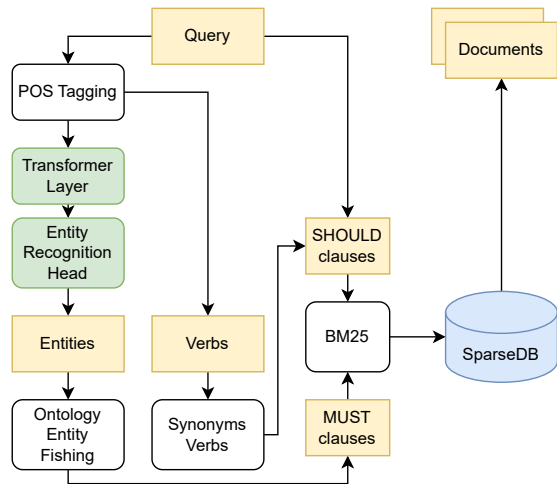 Query
Documents
POS Tagging
Transformer
Layer
Entity
Recognition
Head
SHOULD
clauses
Entities
Verbs
BM25
SparseDB
Ontology
Entity
Fishing
Synonyms
Verbs
MUST
clauses